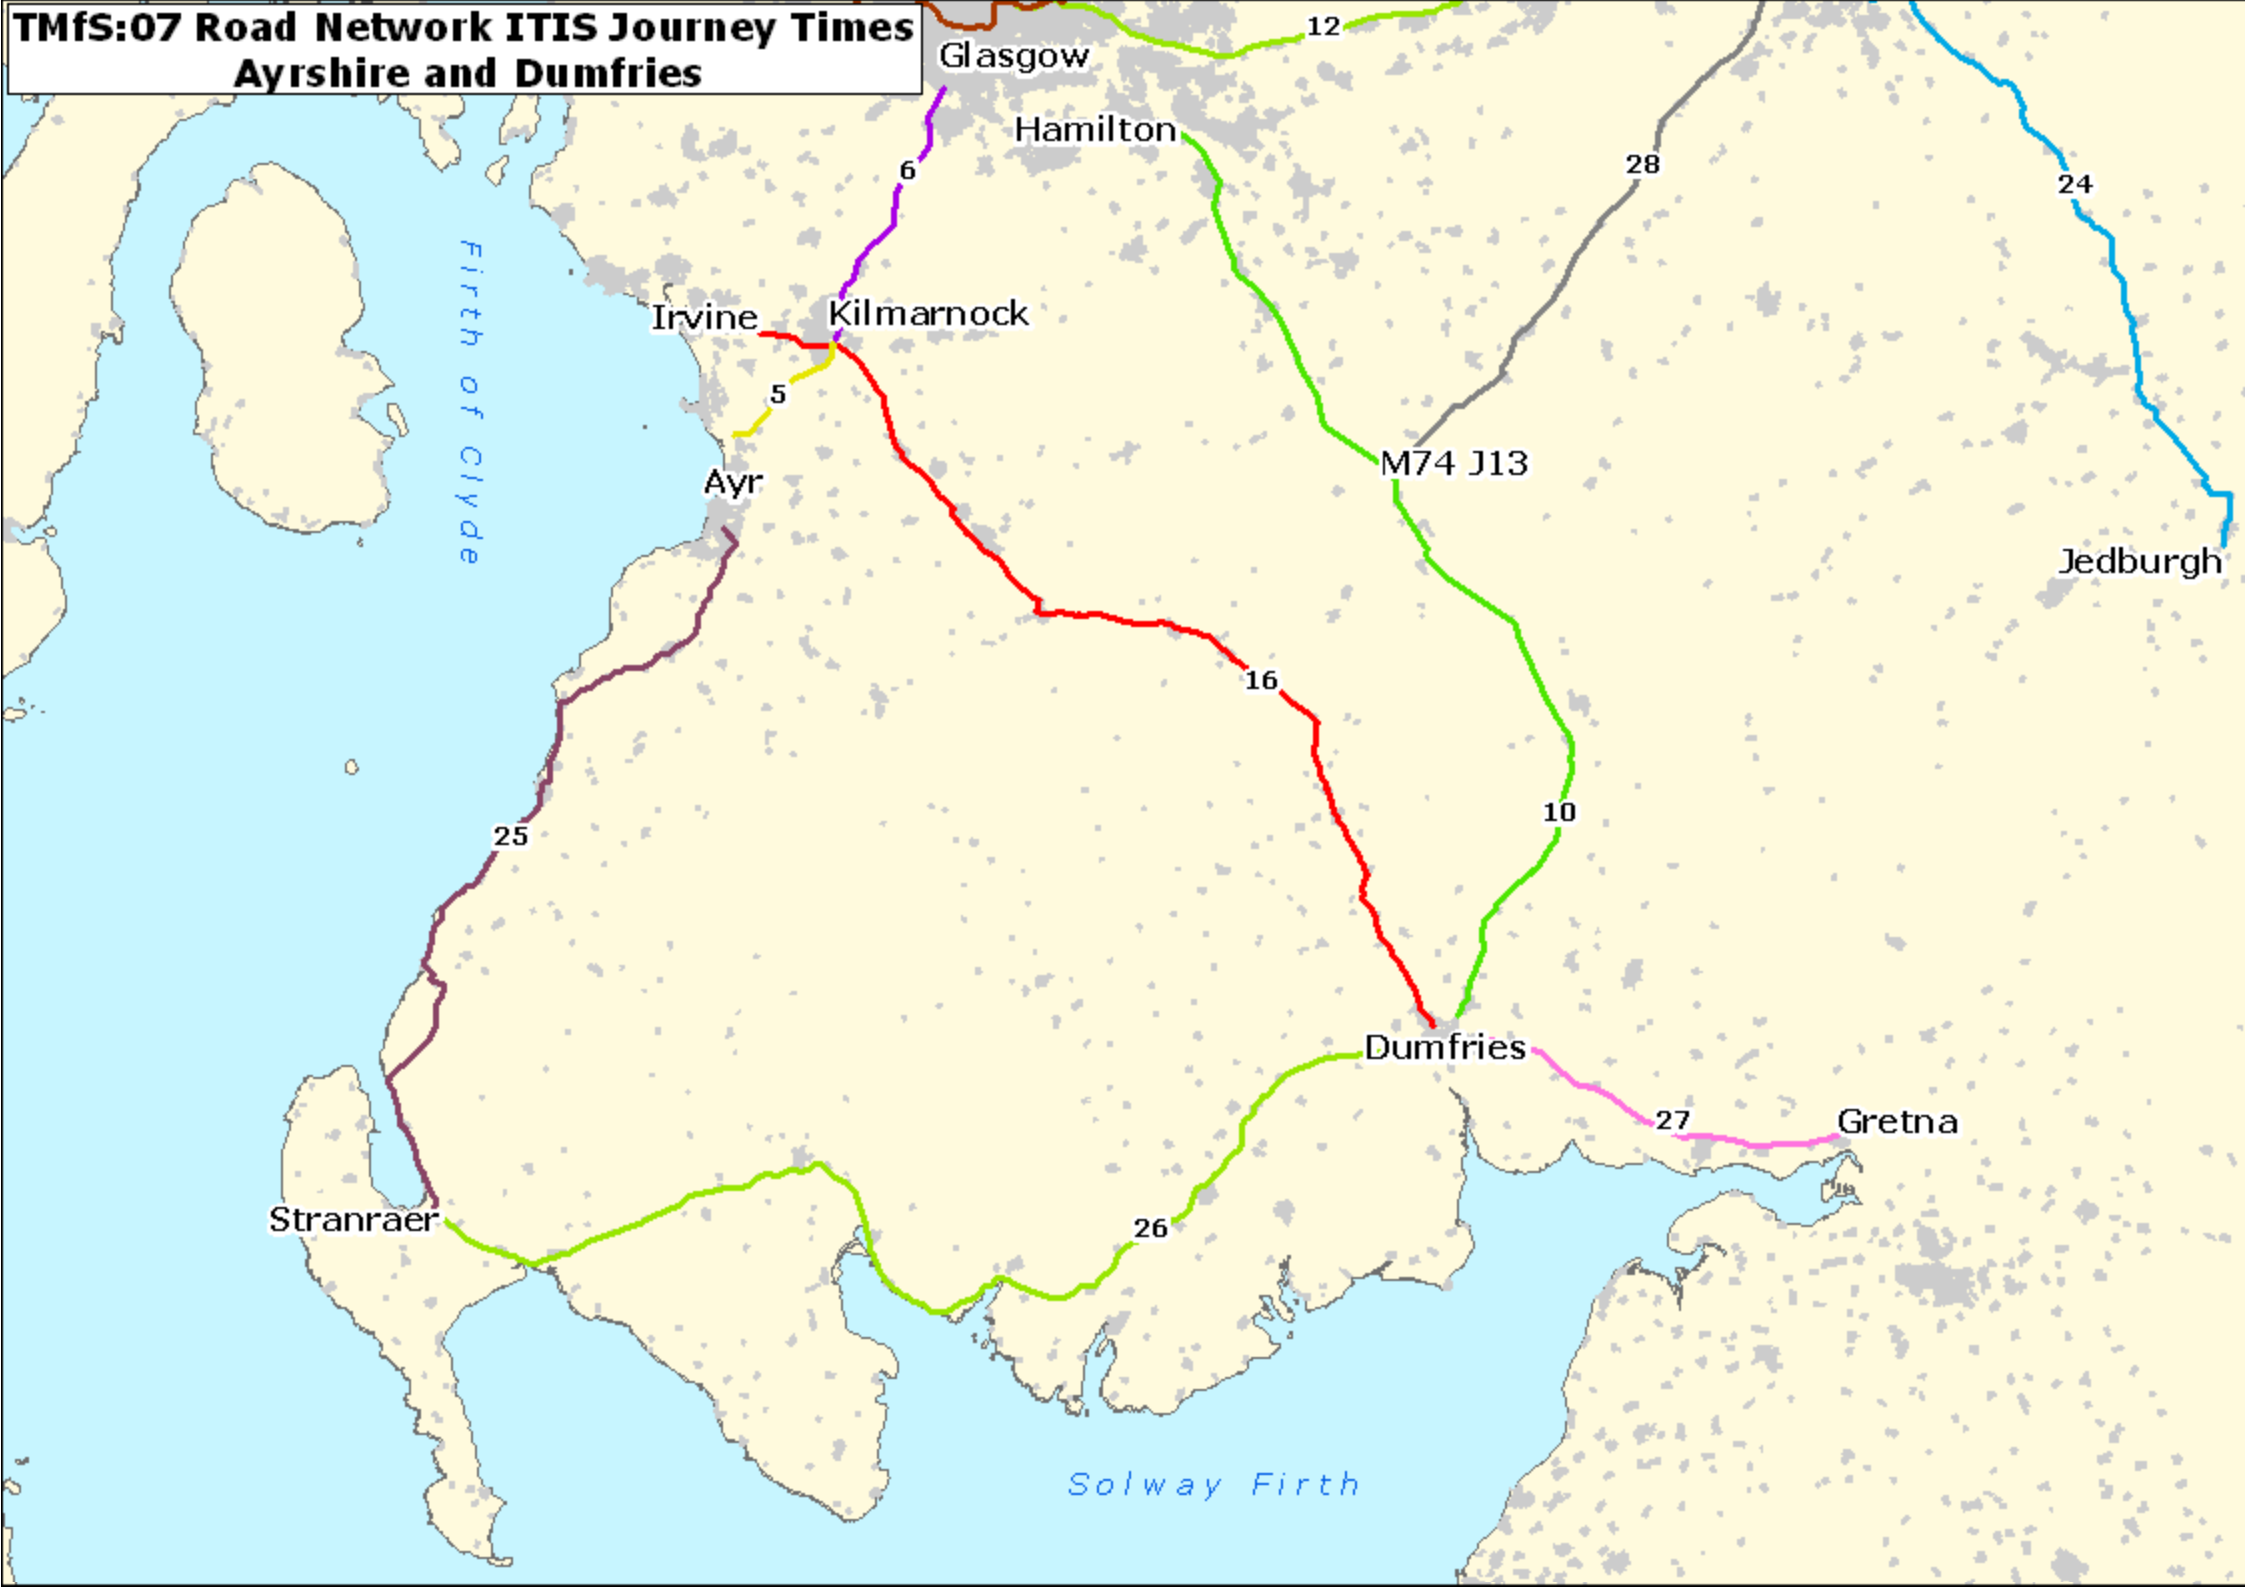 TMfS:07 Road Network ITIS Journey Times
Ayrshire and Dumfries
12
Glasgow
Hamilton
6
28
24
Firth of Clyde
Irvine
Kilmarnock
5
M74 J13
Ayr
Jedburgh
16
10
25
Dumfries
27
Gretna
Stranraer
26
Solway Firth